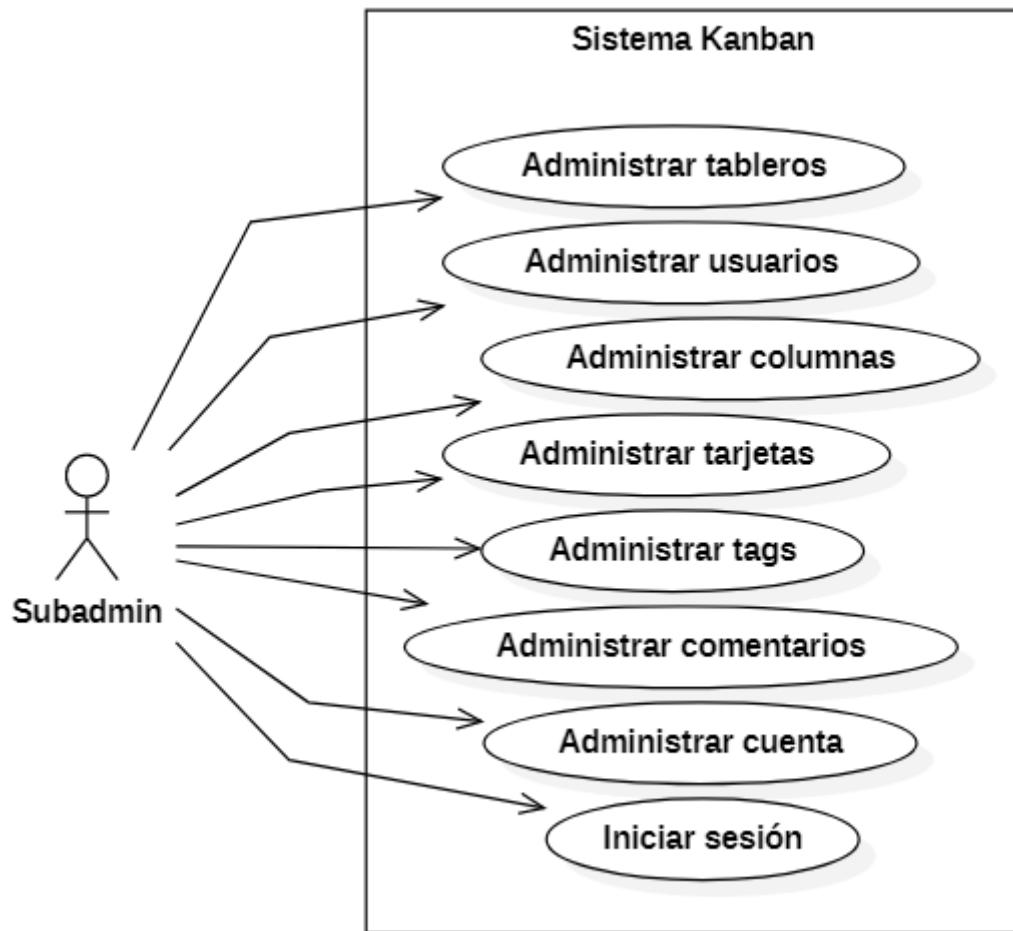 Sistema Kanban
Administrar tableros
Administrar usuarios
Administrar columnas
Administrar tarjetas
Administrar tags
Subadmin
Administrar comentarios
Administrar cuenta
Iniciar sesión